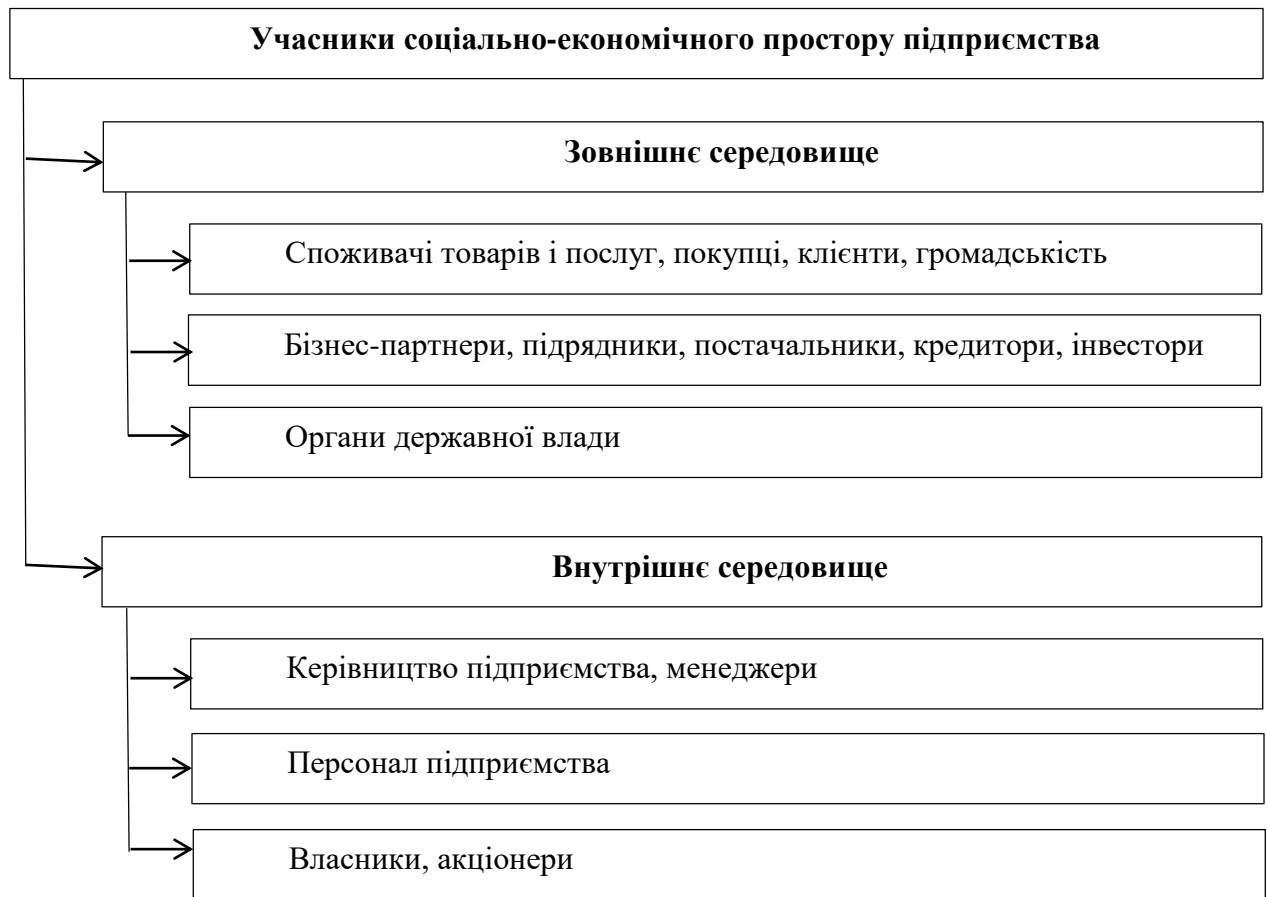 Учасники соціально-економічного простору підприємства
Зовнішнє середовище
Споживачі товарів і послуг, покупці, клієнти, громадськість
Бізнес-партнери, підрядники, постачальники, кредитори, інвестори
Органи державної влади
Внутрішнє середовище
Керівництво підприємства, менеджери
Персонал підприємства
Власники, акціонери